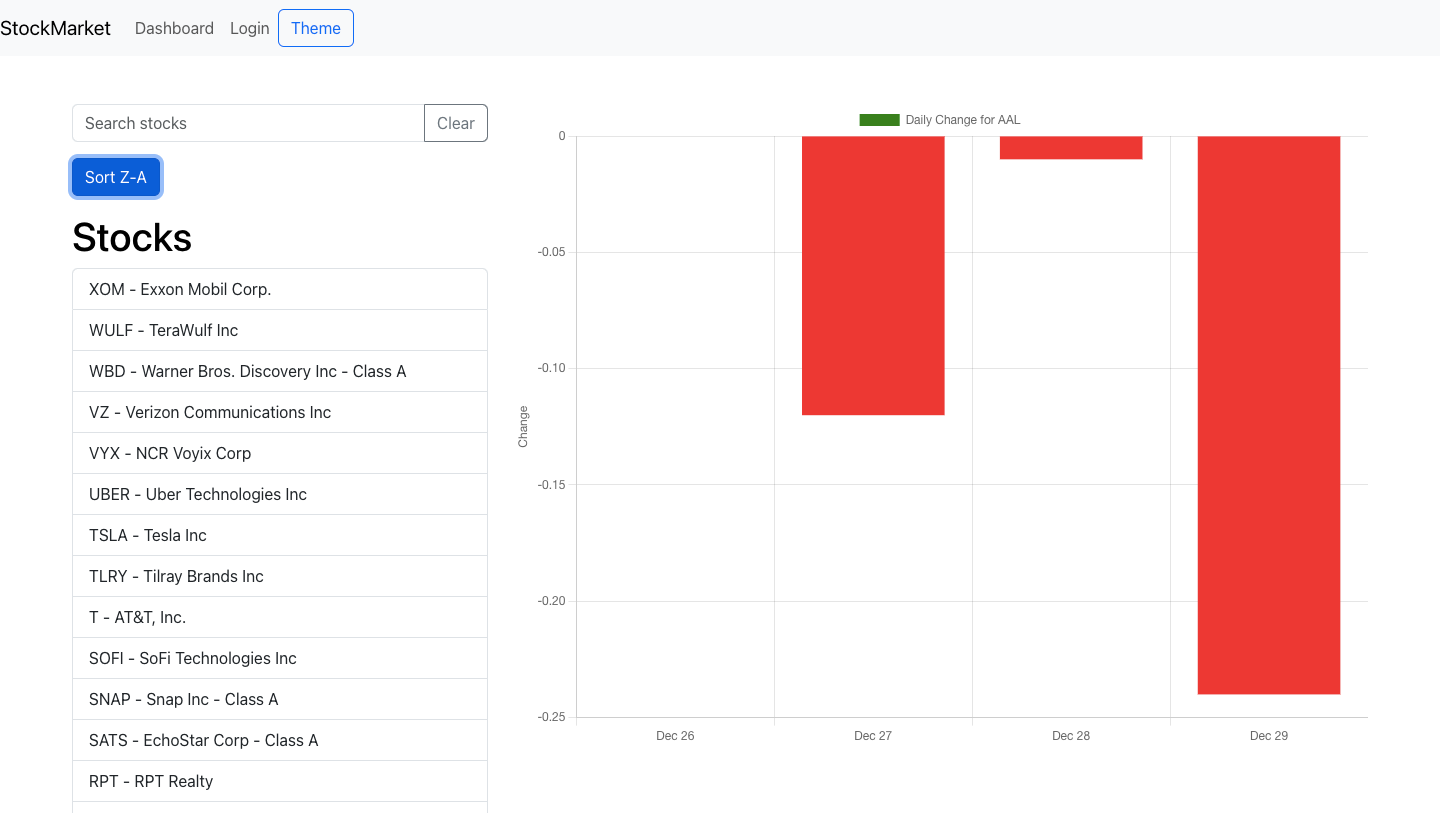 StockMarket Dashboard Login Theme
Search stocks Clear
Sort Z-A
Stocks
XOM - Exxon Mobil Corp.
WULF - TeraWulf Inc
WBD - Warner Bros. Discovery Inc - Class A
VZ - Verizon Communications Inc
VYX - NCR Voyix Corp
UBER - Uber Technologies Inc
TSLA - Tesla Inc
TLRY - Tilray Brands Inc
T - AT&T, Inc.
SOFI - SoFi Technologies Inc
SNAP - Snap Inc - Class A
SATS - EchoStar Corp - Class A
RPT - RPT Realty
Daily Change for AAL
0
-0.05
-0.10
-0.15
-0.20
-0.25
Change
Dec 26 Dec 27 Dec 28 Dec 29